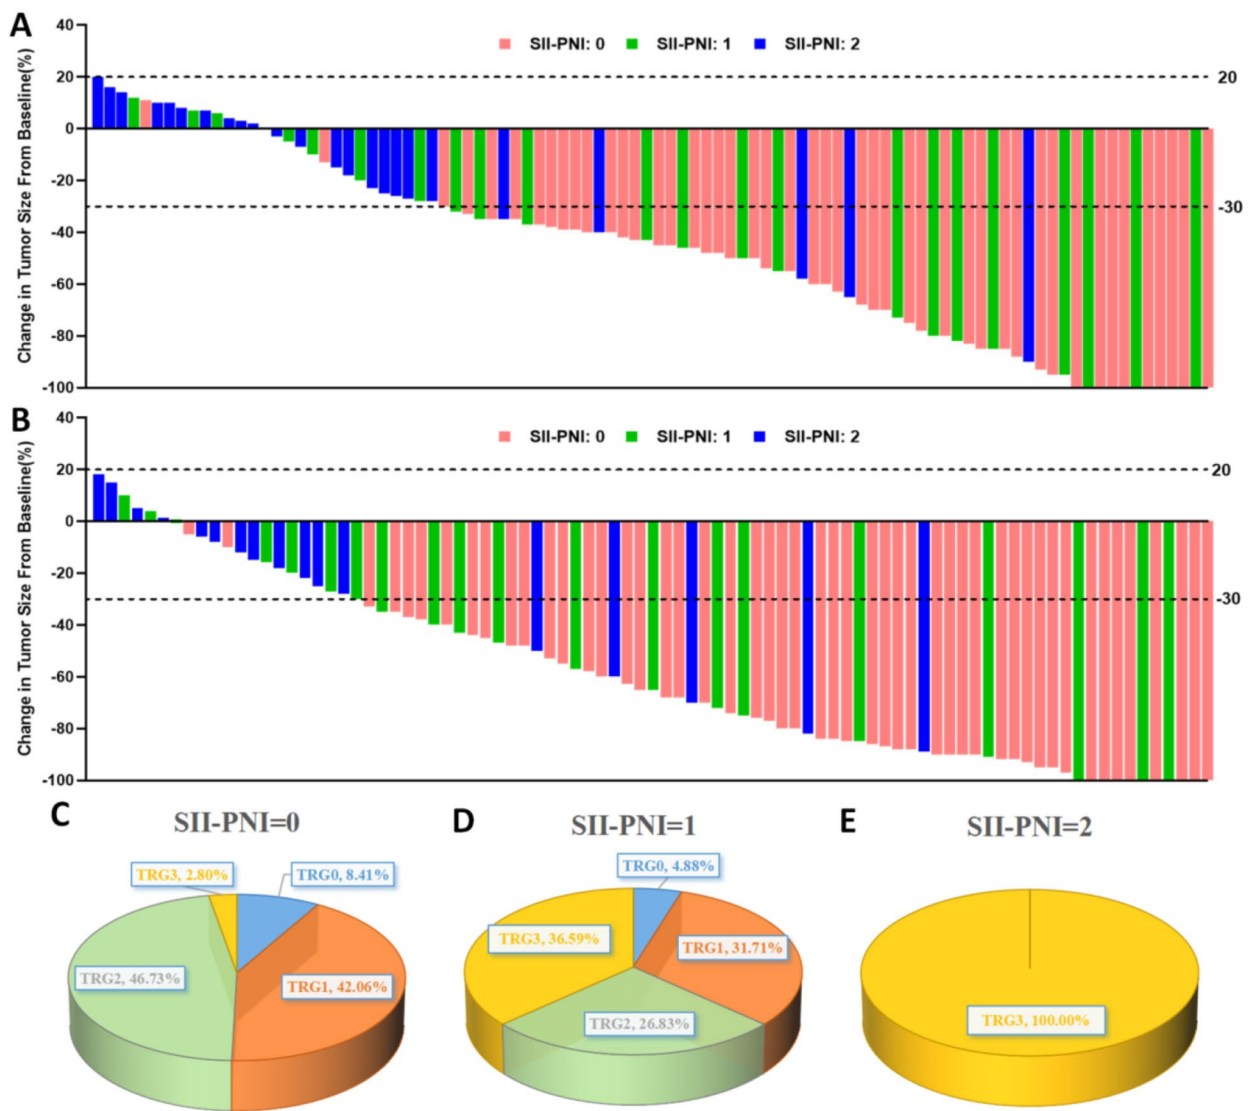 A
Change in Tumor Size From Baseline(%)
SII-PNI: 0 SII-PNI: 1 SII-PNI: 2
40
20
0
-20
-40
-60
-80
-100
20
-30
B
Change in Tumor Size From Baseline(%)
SII-PNI: 0 SII-PNI: 1 SII-PNI: 2
40
20
0
-20
-40
-60
-80
-100
20
-30
C
SII-PNI=0
TRG3, 2.80%
TRG0, 8.41%
TRG2, 46.73%
TRG1, 42.06%
D
SII-PNI=1
TRG0, 4.88%
TRG3, 36.59%
TRG1, 31.71%
TRG2, 26.83%
E
SII-PNI=2
TRG3, 100.00%